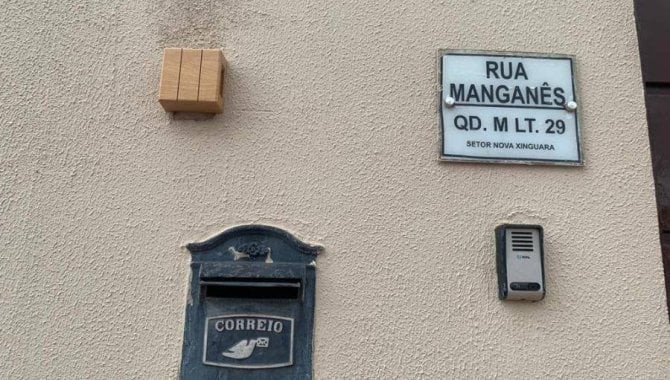 RUA
MANGANÊS
QD. M LT. 29
SETOR NOVA XINGUARA
CORREIO